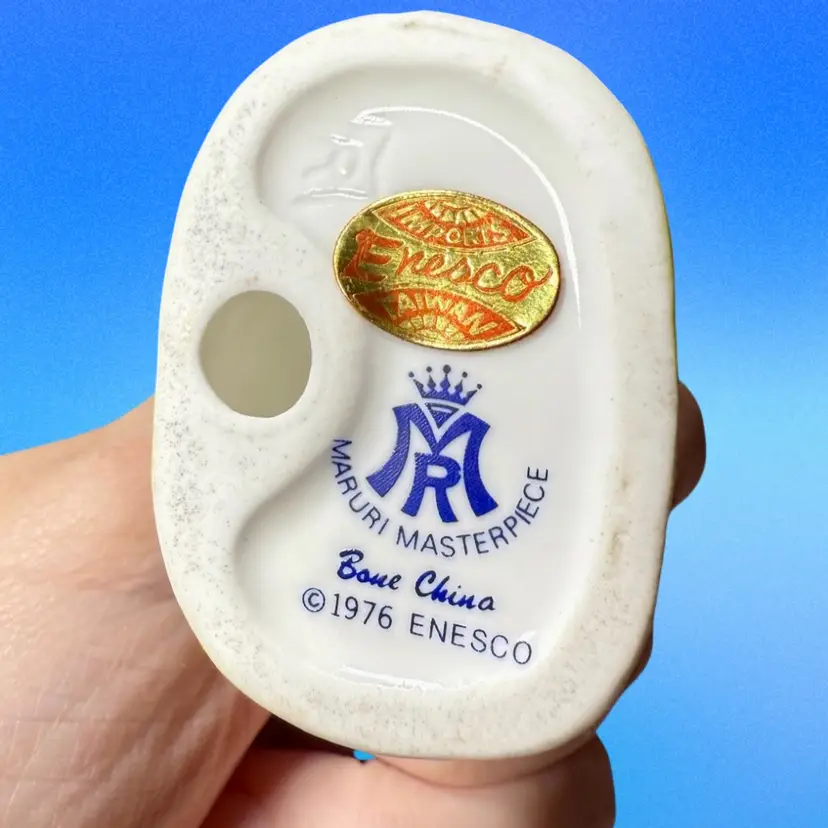 IMPORTS
Enesco
TAIWAN
MR
MARURI MASTERPIECE
Bone China
©1976 ENESCO